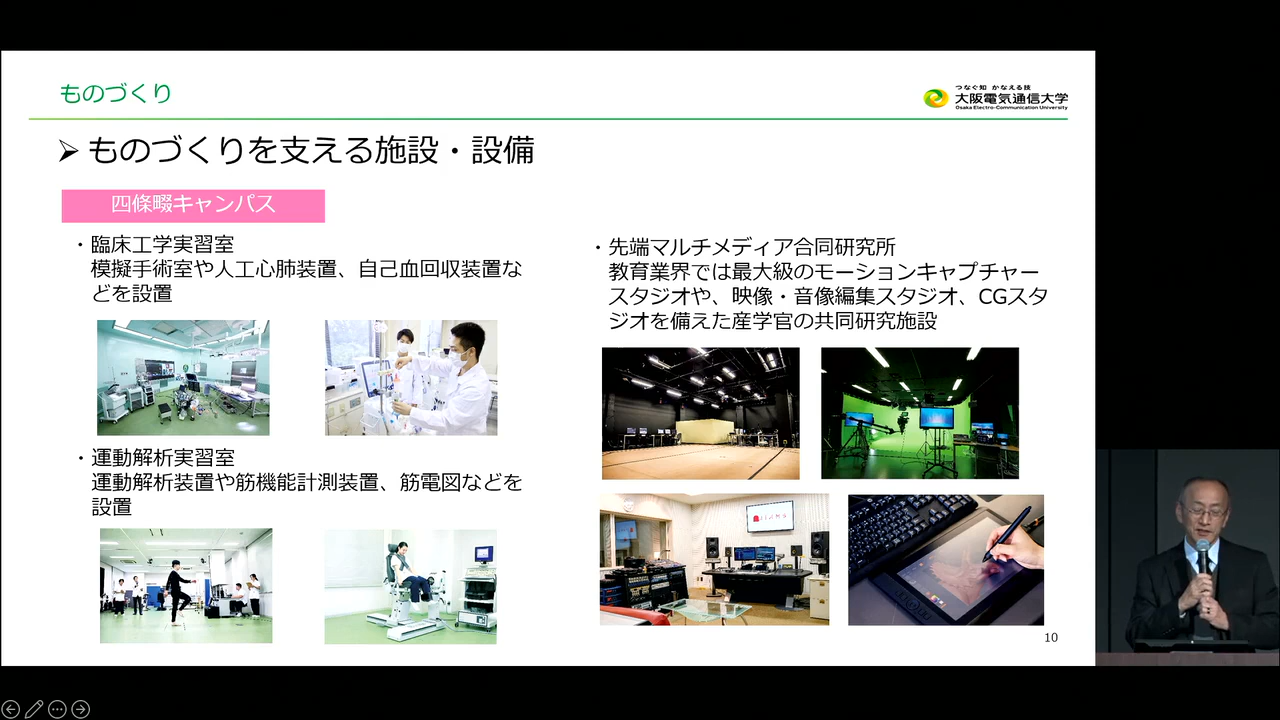 ものづくり
つなぐ知 かなえる技
大阪電気通信大学
Osaka Electro-Communication University
➢ ものづくりを支える施設・設備
四條畷キャンパス
・臨床工学実習室
模擬手術室や人工心肺装置、自己血回収装置な
どを設置
・運動解析実習室
運動解析装置や筋機能計測装置、筋電図などを
設置
・先端マルチメディア合同研究所
教育業界では最大級のモーションキャプチャー
スタジオや、映像・音像編集スタジオ、CGスタ
ジオを備えた産学官の共同研究施設
10